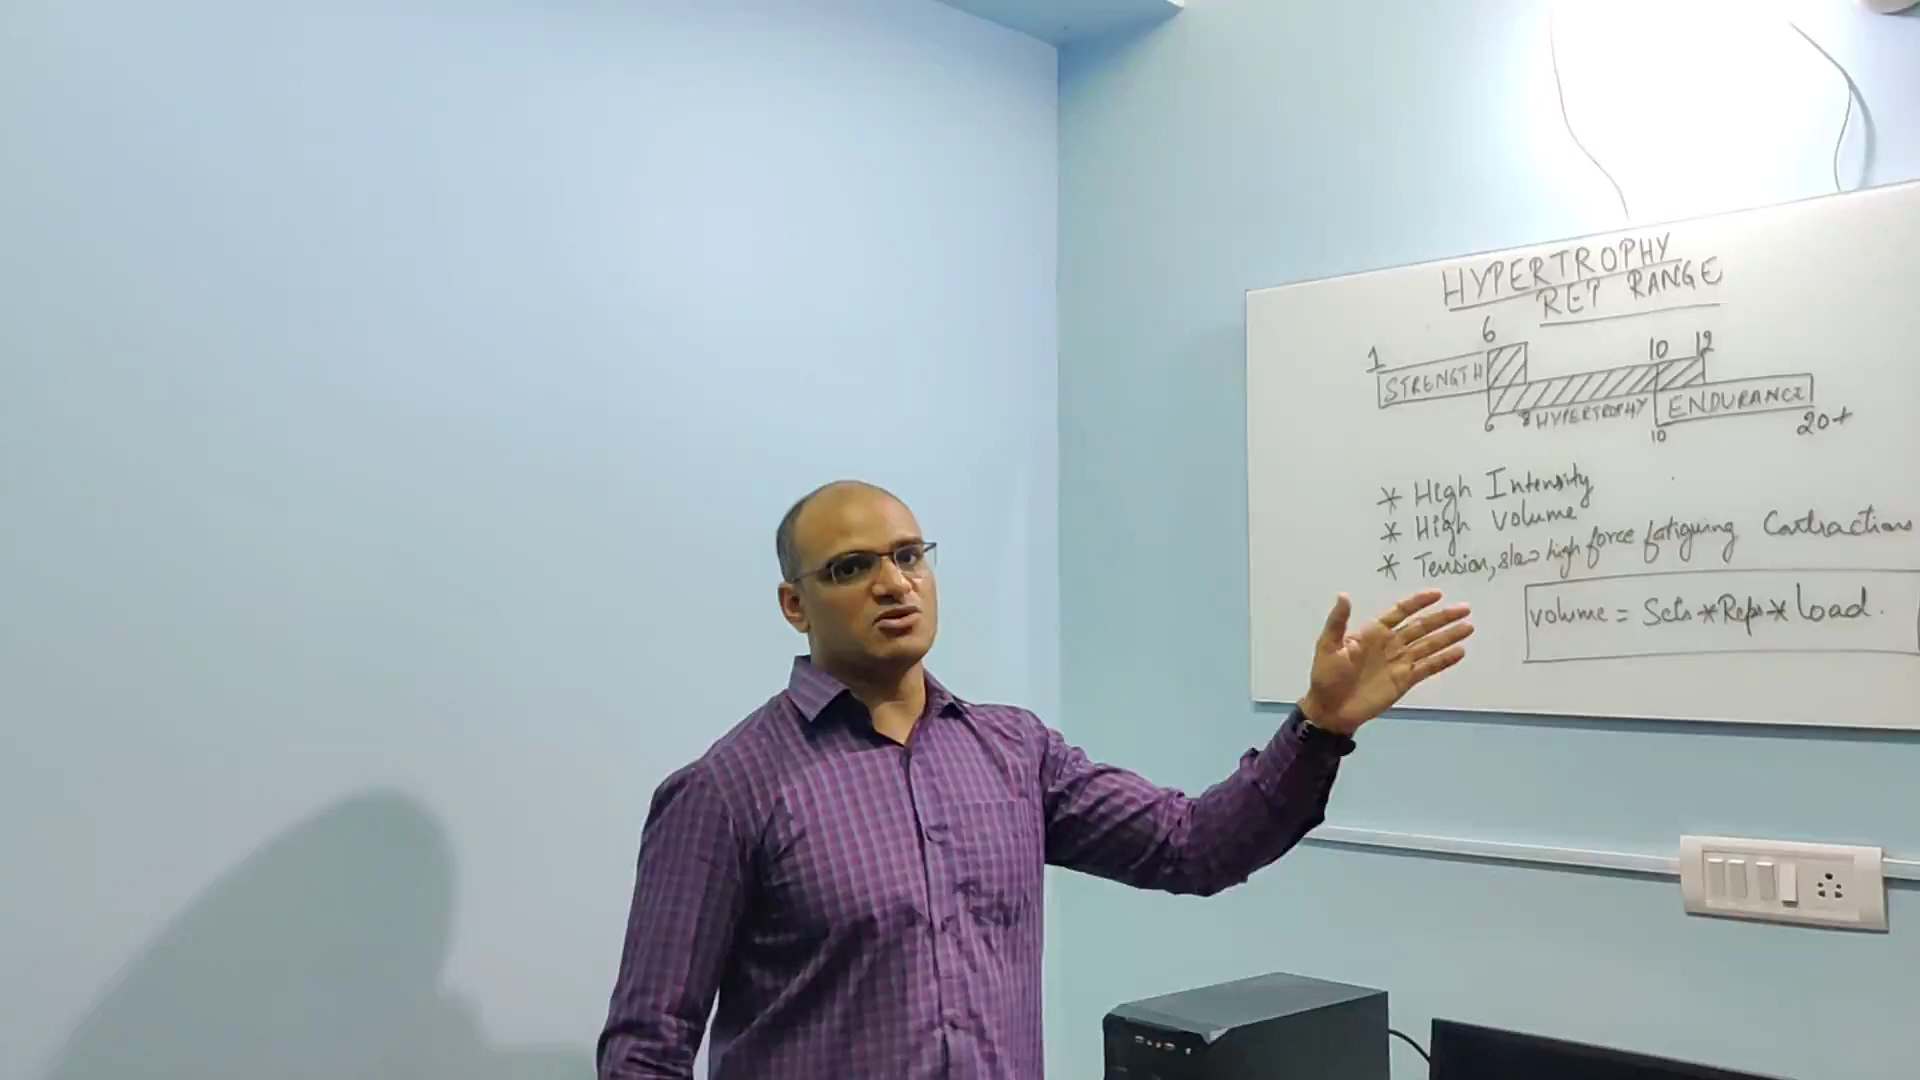 HYPERTROPHY
REP RANGE
1 6 10 12
STRENGTH
HYPERTROPHY
ENDURANCE
6 8 10 20+
* High Intensity
* High Volume
* Tension, slow high force fatiguing Contractions
volume = Sets * Reps * load.